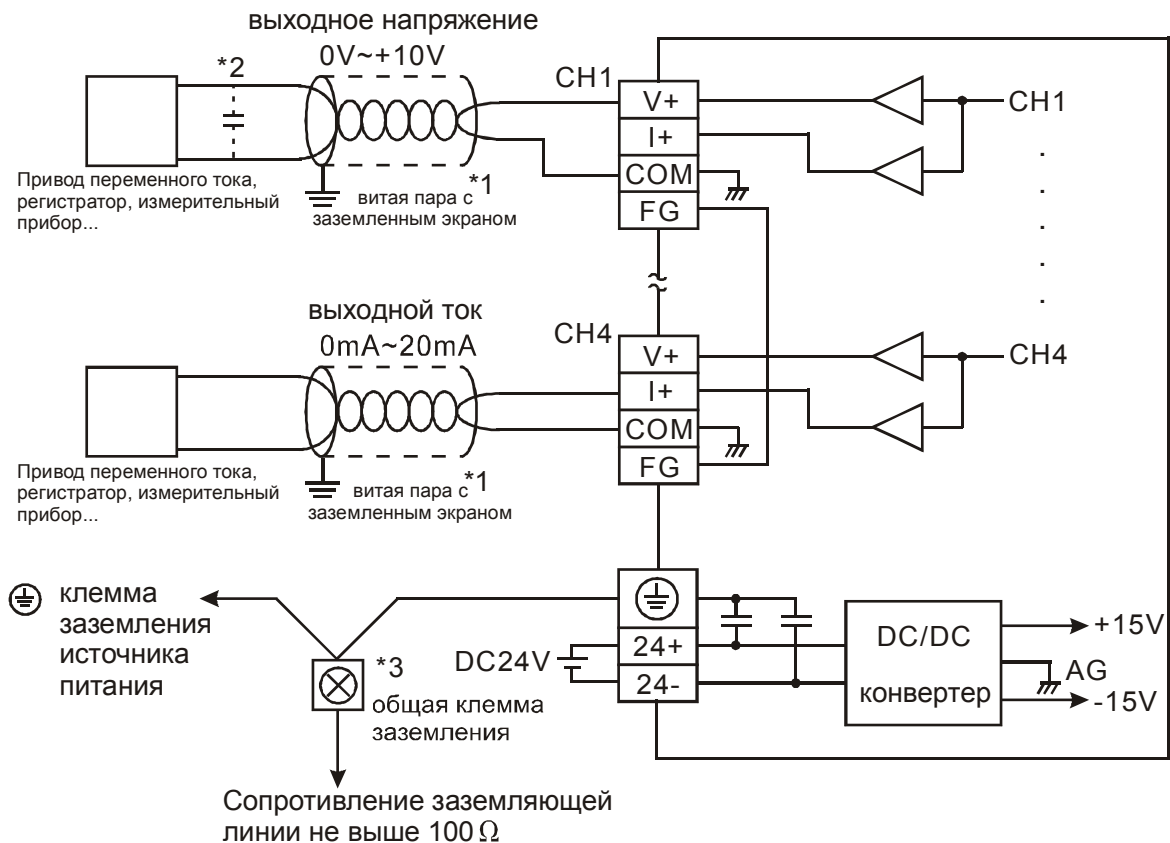 выходное напряжение
0V~+10V
*2
CH1
V+
I+
COM
FG
CH1
Привод переменного тока,
регистратор, измерительный
прибор...
*1
витая пара с
заземленным экраном
выходной ток
0mA~20mA
CH4
V+
I+
COM
FG
CH4
Привод переменного тока,
регистратор, измерительный
прибор...
*1
витая пара с
заземленным экраном
клемма
заземления
источника
питания
*3
общая клемма
заземления
DC24V
24+
24-
DC/DC
конвертер
+15V
AG
-15V
Сопротивление заземляющей
линии не выше 100 Ω